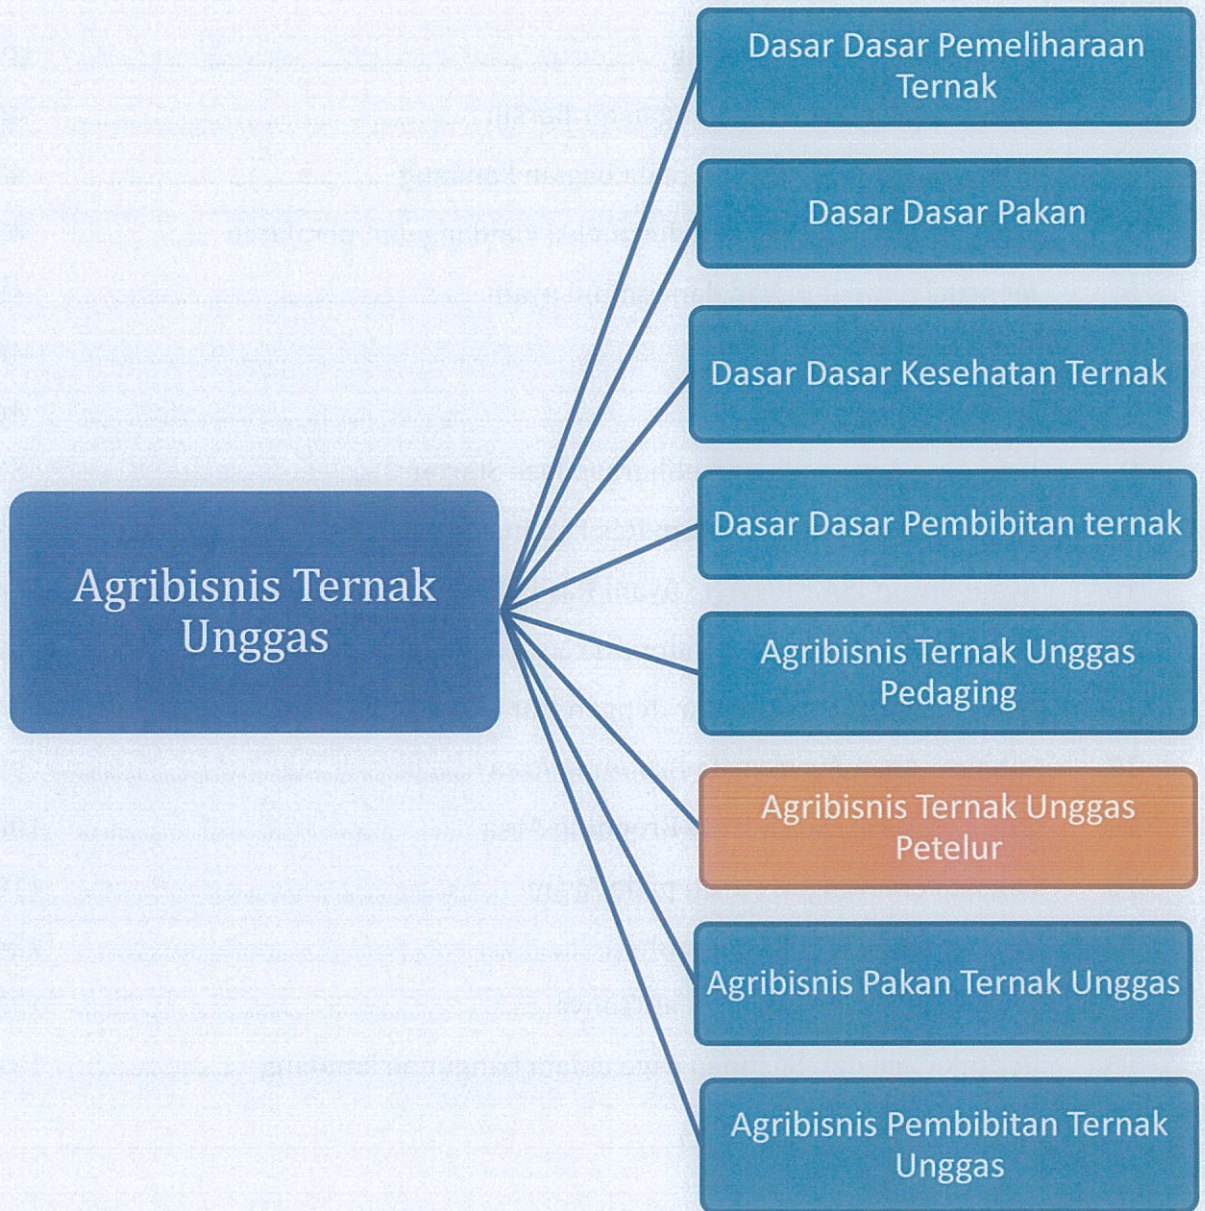 Dasar Dasar Pemeliharaan
Ternak
Dasar Dasar Pakan
Dasar Dasar Kesehatan Ternak
Dasar Dasar Pembibitan ternak
Agribisnis Ternak
Unggas
Agribisnis Ternak Unggas
Pedaging
Agribisnis Ternak Unggas
Petelur
Agribisnis Pakan Ternak Unggas
Agribisnis Pembibitan Ternak
Unggas